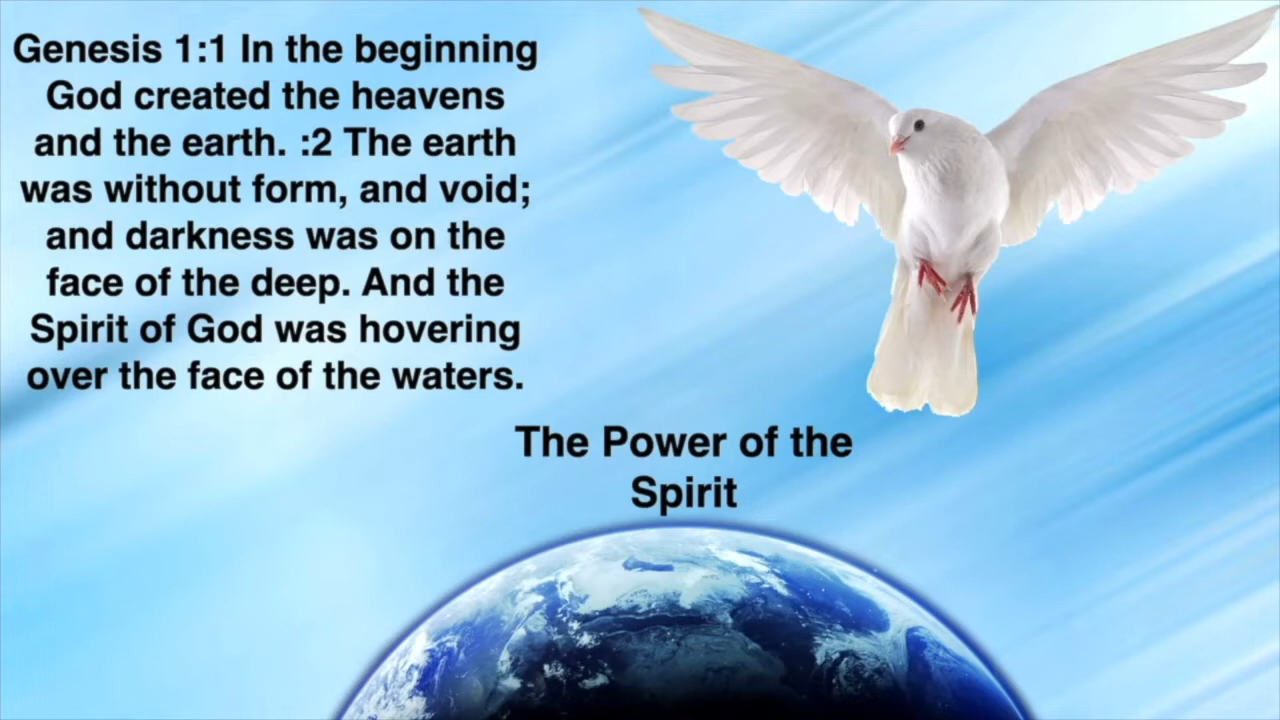 Genesis 1:1 In the beginning
God created the heavens
and the earth. :2 The earth
was without form, and void;
and darkness was on the
face of the deep. And the
Spirit of God was hovering
over the face of the waters.
The Power of the
Spirit